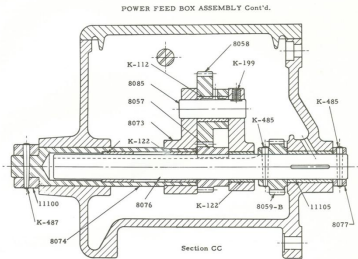 POWER FEED BOX ASSEMBLY Cont'd.
8058
K-112
K-199
8085
8057
K-485
K-485
8073
K-122
11100
K-122
11105
K-487
8076
8059-B
8077
8074
Section CC